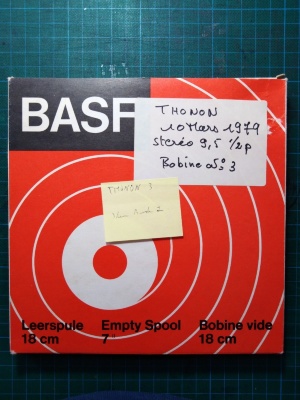 BASF
THONON
10 Mars 1979
stéréo 9,5 1/2 p
Bobine N° 3
THONON 3
Leerspule Empty Spool Bobine vide
18 cm 7" 18 cm